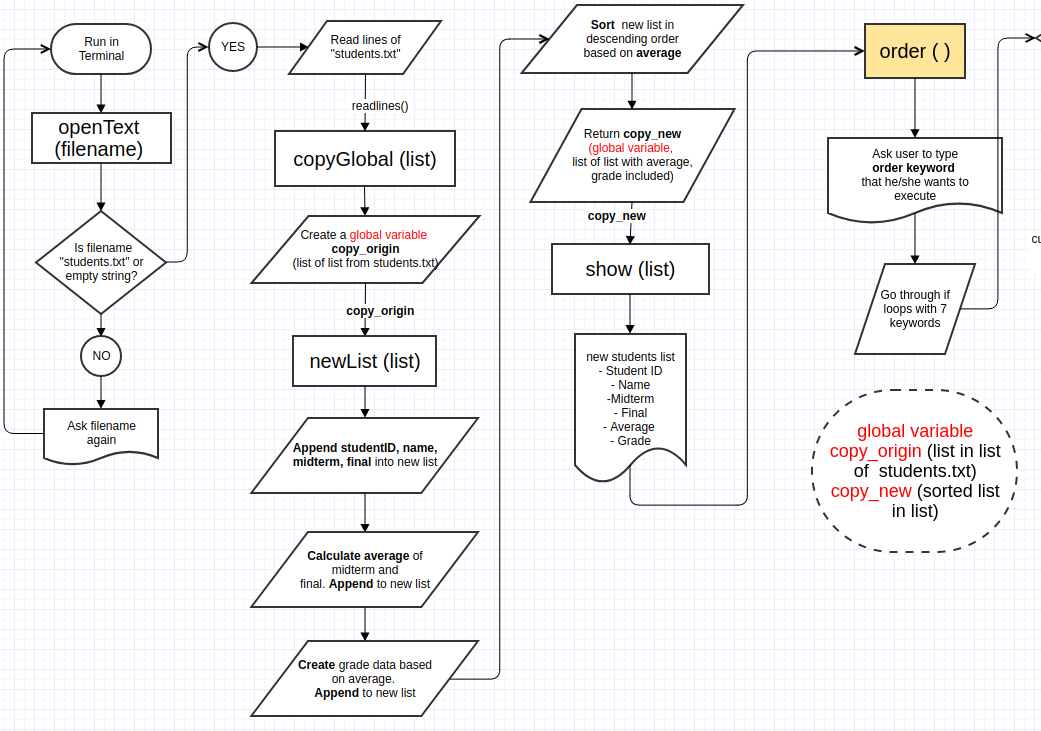 Run in
Terminal
openText
(filename)
Is filename
"students.txt" or
empty string?
NO
Ask filename
again
YES
Read lines of
"students.txt"
readlines()
copyGlobal (list)
Create a global variable
copy_origin
(list of list from students.txt)
copy_origin
newList (list)
Append studentID, name,
midterm, final into new list
Calculate average of
midterm and
final. Append to new list
Create grade data based
on average.
Append to new list
Sort new list in
descending order
based on average
Return copy_new
(global variable,
list of list with average,
grade included)
copy_new
show (list)
new students list
- Student ID
- Name
-Midterm
- Final
- Average
- Grade
order ( )
Ask user to type
order keyword
that he/she wants to
execute
Go through if
loops with 7
keywords
global variable
copy_origin (list in list
of students.txt)
copy_new (sorted list
in list)